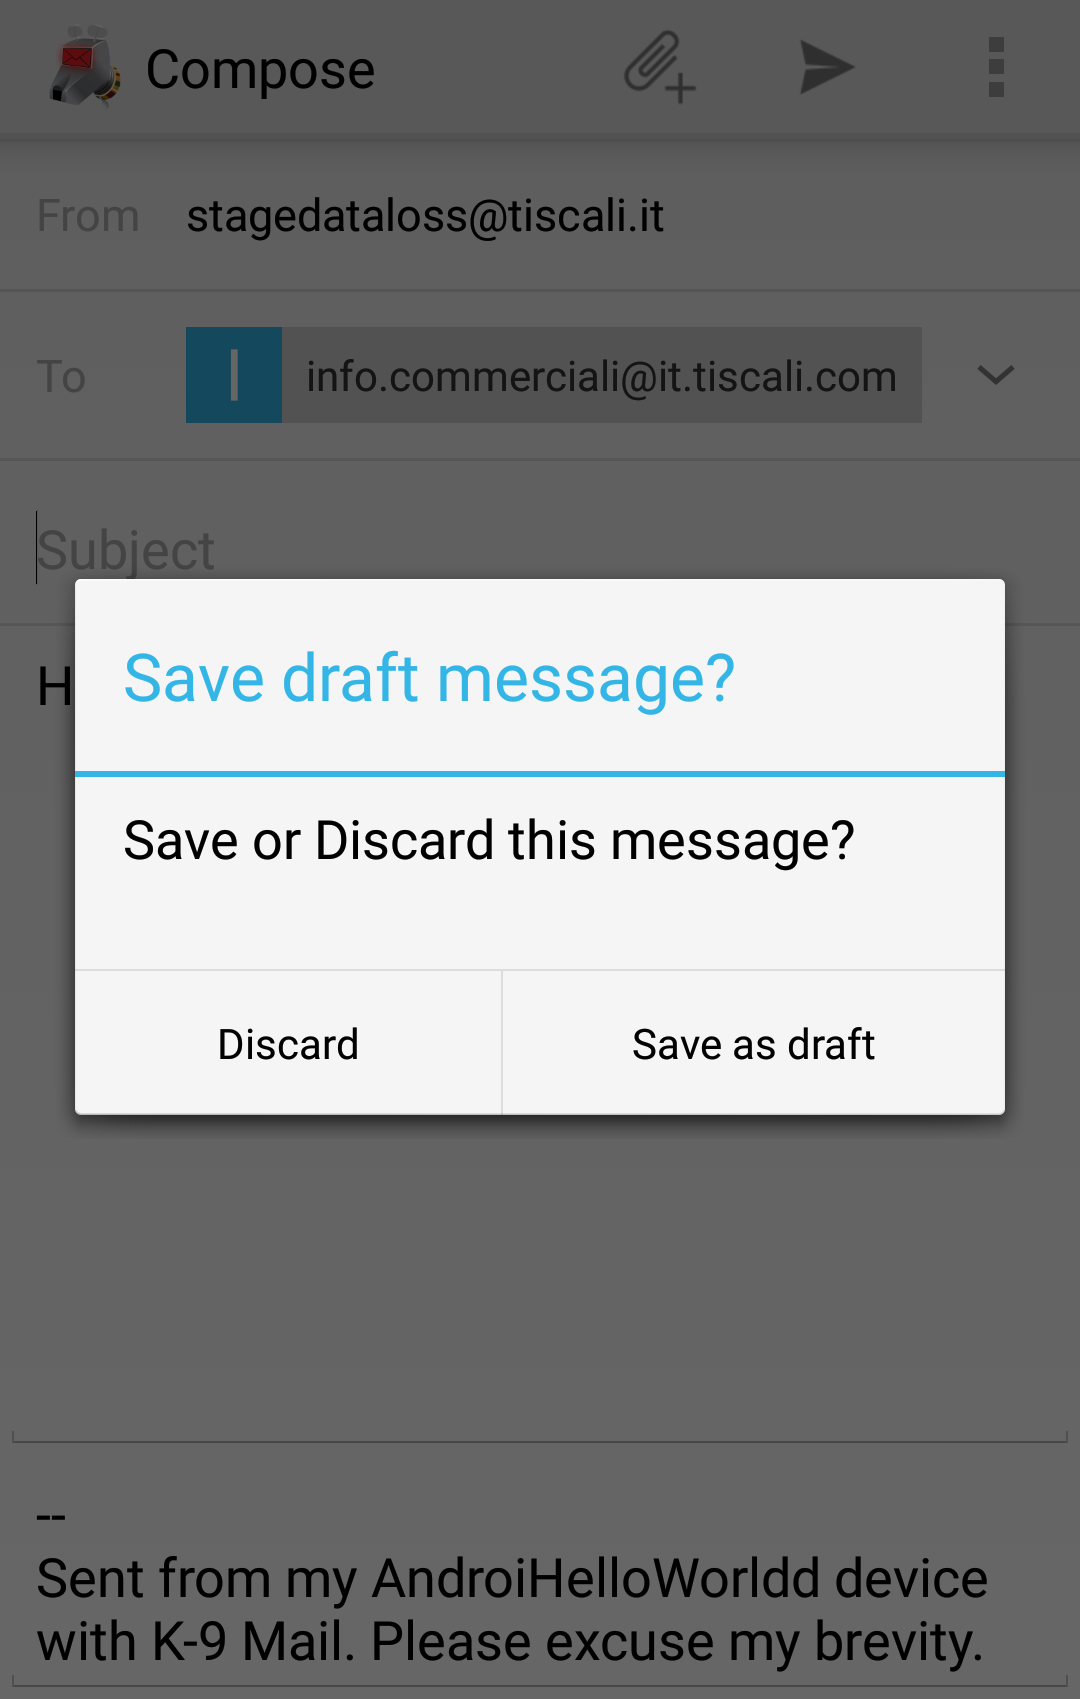 Compose
From stagedataloss@tiscali.it
To I info.commerciali@it.tiscali.com
Subject
H
Save draft message?
Save or Discard this message?
Discard Save as draft
--
Sent from my AndroiHelloWorldd device
with K-9 Mail. Please excuse my brevity.